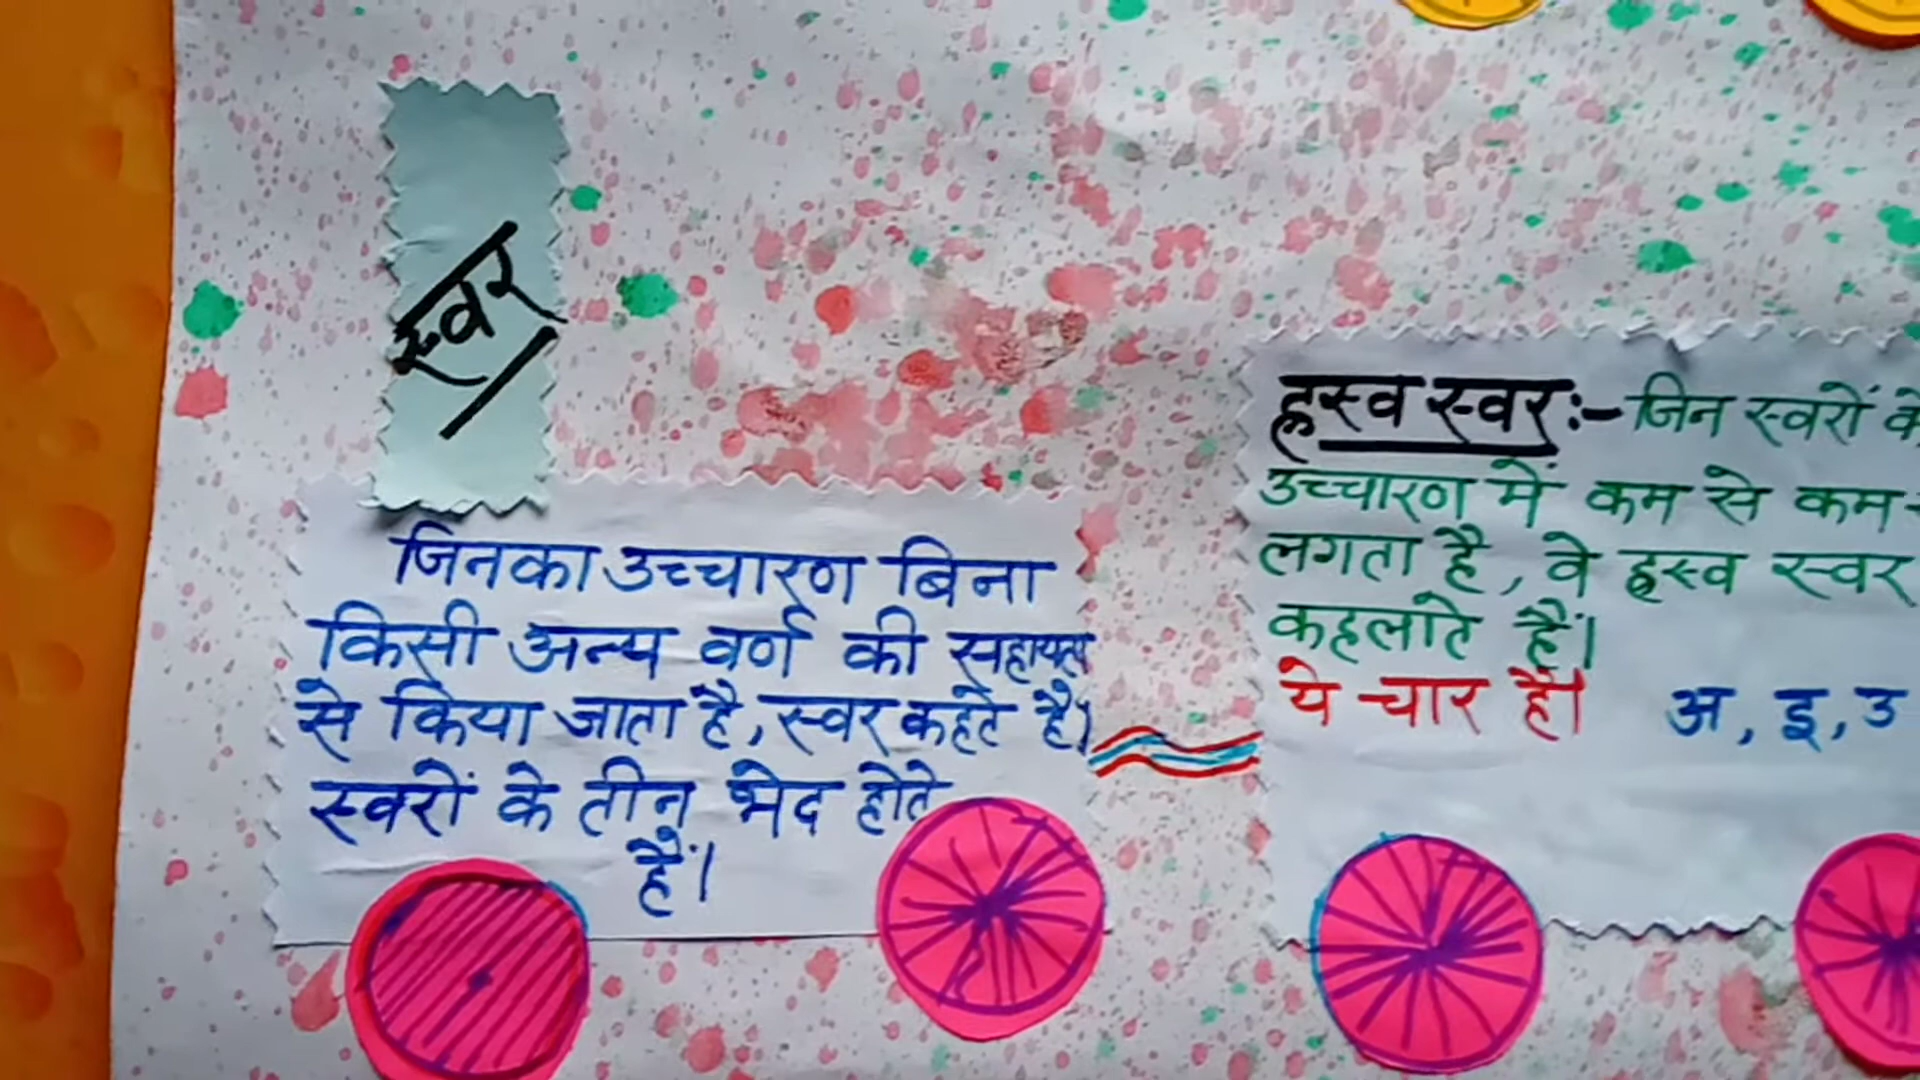 स्वर
जिनका उच्चारण बिना
किसी अन्य वर्ण की सहायता
से किया जाता है, स्वर कहते है।
स्वरों के तीन भेद होते
हैं।
ह्रस्व स्वर :- जिन स्वरों के
उच्चारण में कम से कम
लगता है, वे ह्रस्व स्वर
कहलाते हैं।
ये चार हैं। अ, इ, उ